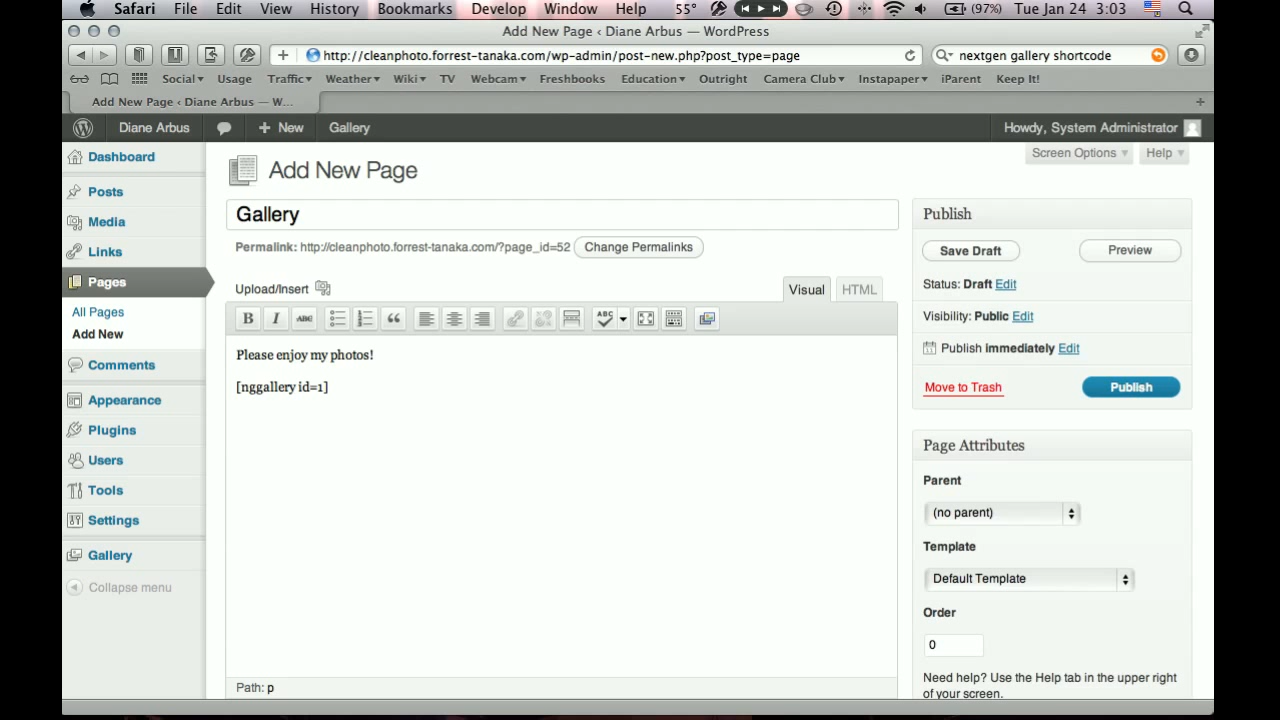 Safari File Edit View History Bookmarks Develop Window Help 55° (97%) Tue Jan 24 3:03
Add New Page ‹ Diane Arbus — WordPress
http://cleanphoto.forrest-tanaka.com/wp-admin/post-new.php?post_type=page nextgen gallery shortcode
Social Usage Traffic Weather Wiki TV Webcam Freshbooks Education Outright Camera Club Instapaper iParent Keep It!
Add New Page ‹ Diane Arbus — W...
Diane Arbus New Gallery Howdy, System Administrator
Screen Options Help
Dashboard
Posts
Media
Links
Pages
All Pages
Add New
Comments
Appearance
Plugins
Users
Tools
Settings
Gallery
Collapse menu
Add New Page
Gallery
Permalink: http://cleanphoto.forrest-tanaka.com/?page_id=52 Change Permalinks
Upload/Insert Visual HTML
B I ABC ABC
Please enjoy my photos!
[nggallery id=1]
Path: p
Publish
Save Draft Preview
Status: Draft Edit
Visibility: Public Edit
Publish immediately Edit
Move to Trash Publish
Page Attributes
Parent
(no parent)
Template
Default Template
Order
0
Need help? Use the Help tab in the upper right
of your screen.